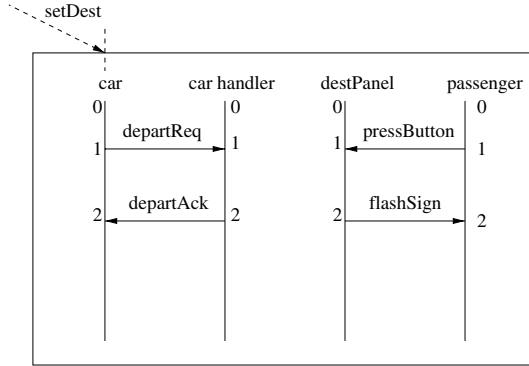 setDest
car car handler destPanel passenger
0 0 0 0
departReq pressButton
1 1 1 1
departAck flashSign
2 2 2 2